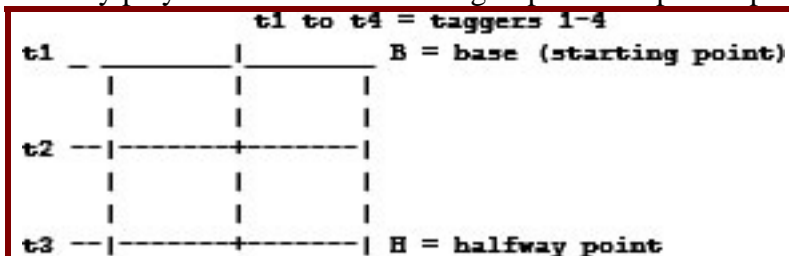 t1 to t4 = taggers 1-4
t1 B = base (starting point)
t2
t3 H = halfway point